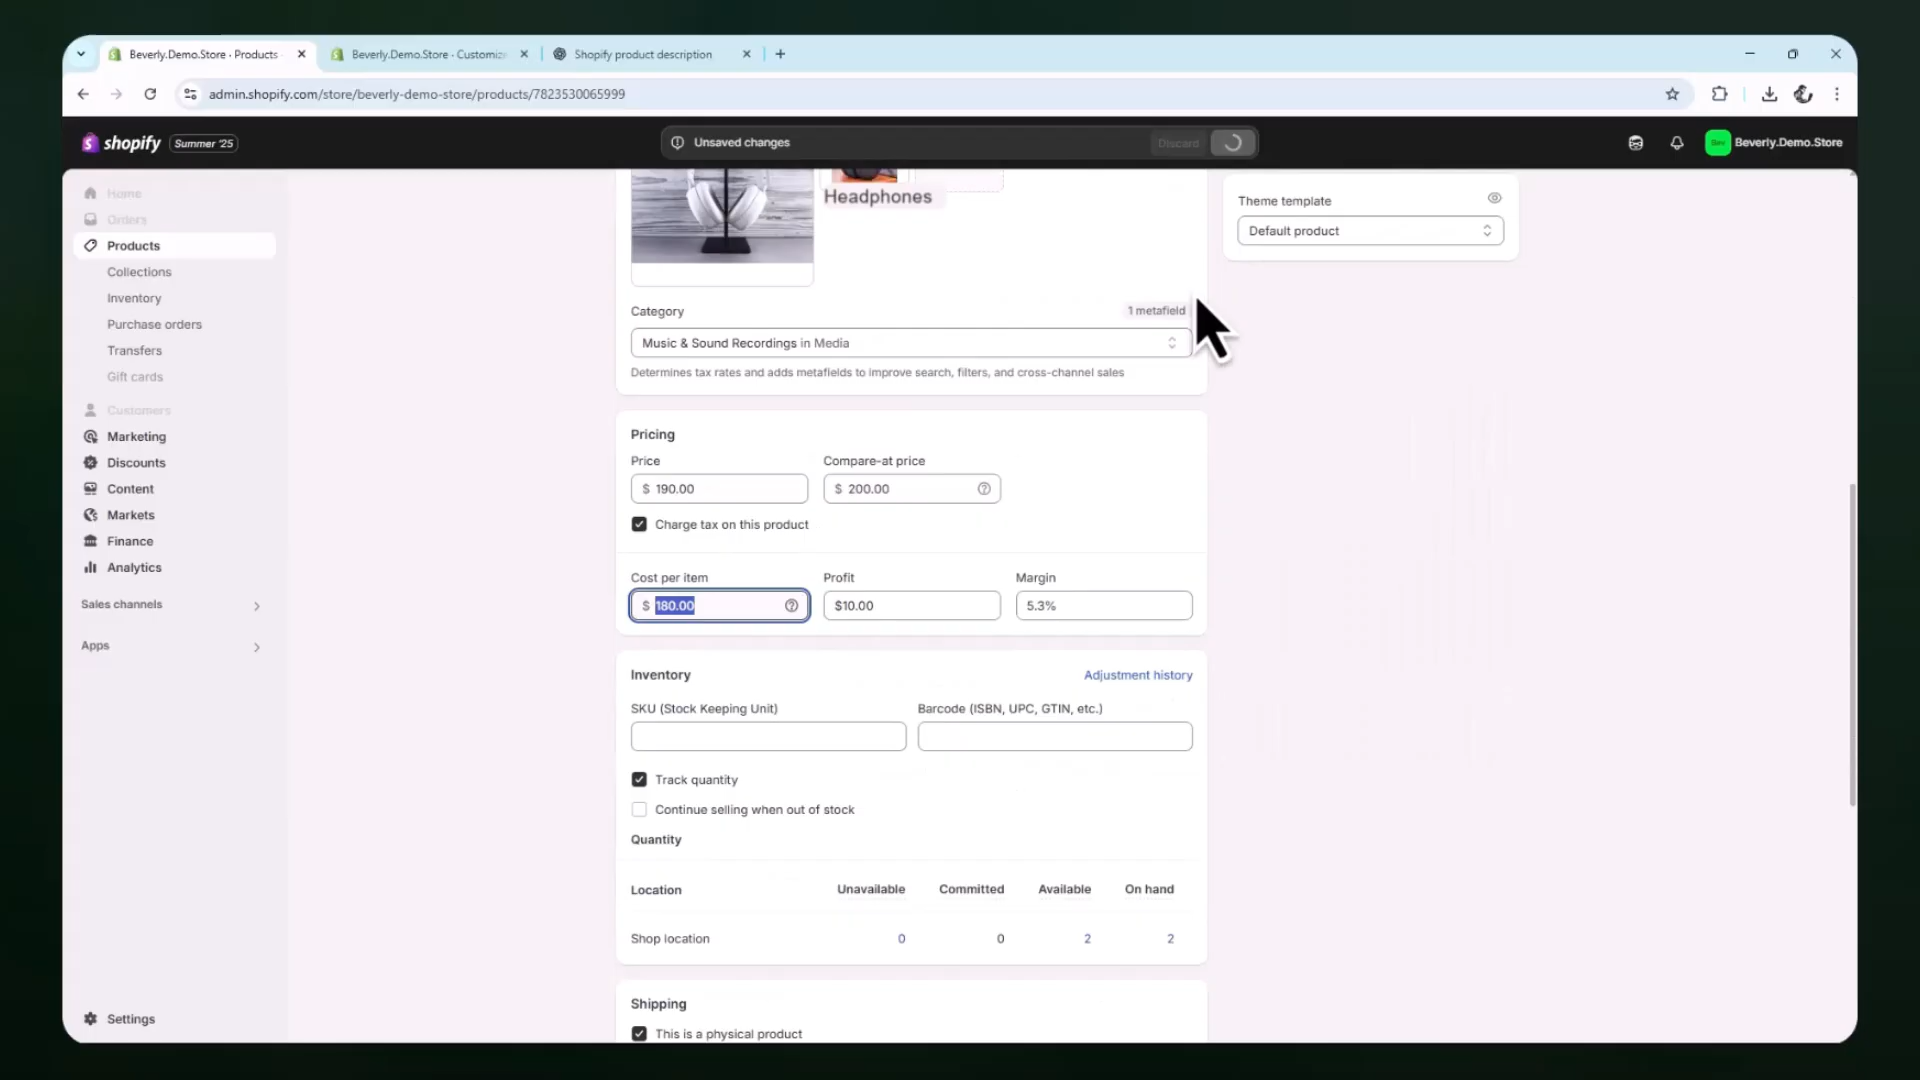 Beverly.Demo.Store · Products
Beverly.Demo.Store · Customiz
Shopify product description
admin.shopify.com/store/beverly-demo-store/products/7823530065999
shopify
Summer '25
Unsaved changes
Discard
Beverly.Demo.Store
Home
Orders
Products
Collections
Inventory
Purchase orders
Transfers
Gift cards
Customers
Marketing
Discounts
Content
Markets
Finance
Analytics
Sales channels
Apps
Settings
Headphones
Theme template
Default product
Category
1 metafield
Music & Sound Recordings in Media
Determines tax rates and adds metafields to improve search, filters, and cross-channel sales
Pricing
Price
Compare-at price
$ 190.00
$ 200.00
Charge tax on this product
Cost per item
Profit
Margin
$ 180.00
$10.00
5.3%
Inventory
Adjustment history
SKU (Stock Keeping Unit)
Barcode (ISBN, UPC, GTIN, etc.)
Track quantity
Continue selling when out of stock
Quantity
Location
Unavailable
Committed
Available
On hand
Shop location
0
0
2
2
Shipping
This is a physical product